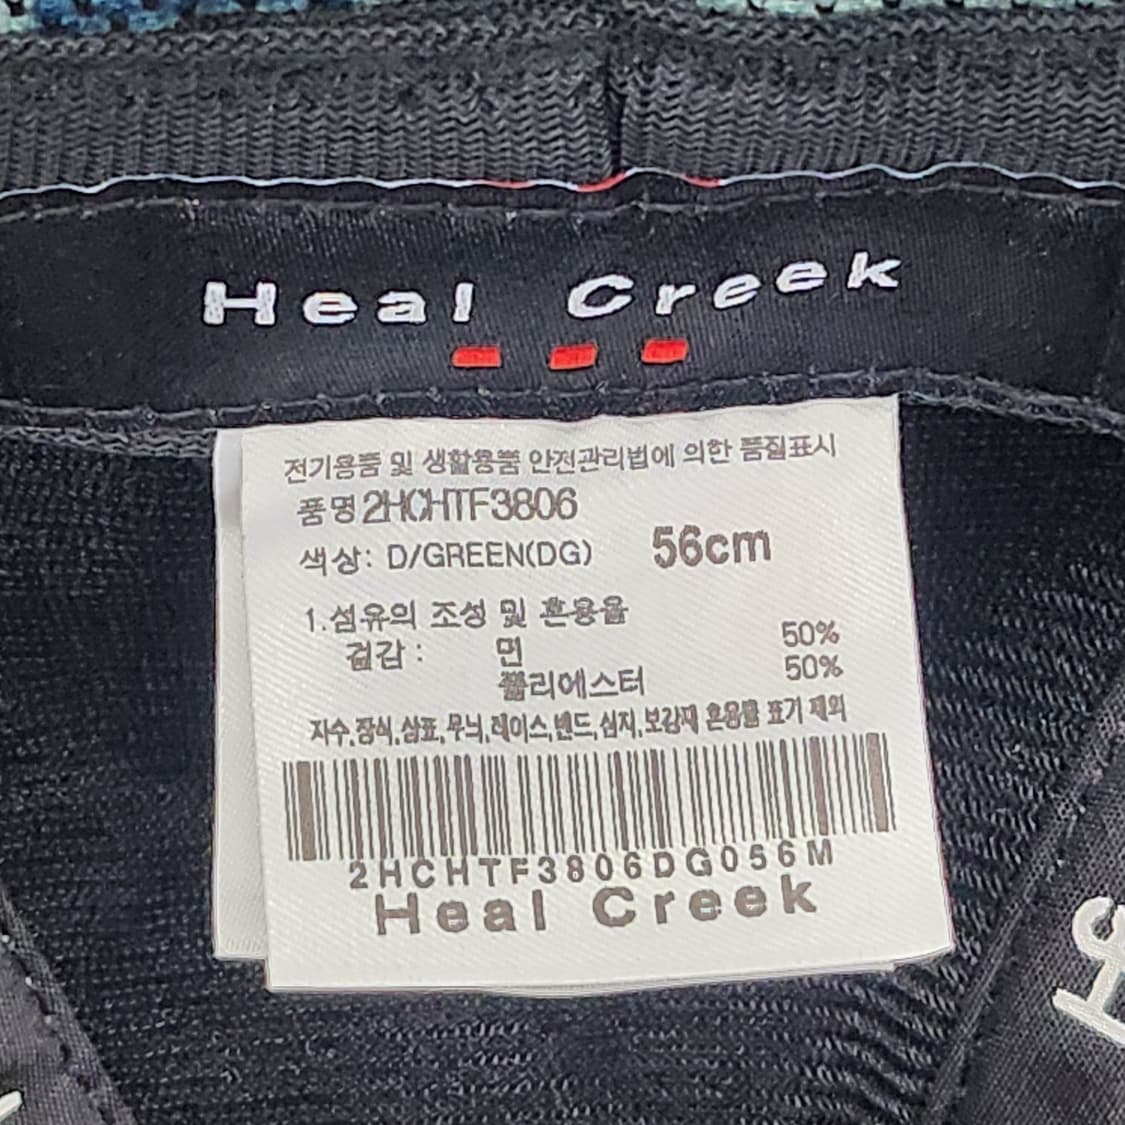 Heal Creek
전기용품 및 생활용품 안전관리법에 의한 품질표시
품명 2HCHTF3806
색상: D/GREEN(DG) 56cm
1.섬유의 조성 및 혼용율
겉감 : 면 50%
폴리에스터 50%
자수,장식,상표,무늬,레이스,밴드,심지,보강재 혼용률 표기 제외
2HCHTF3806DG056M
Heal Creek